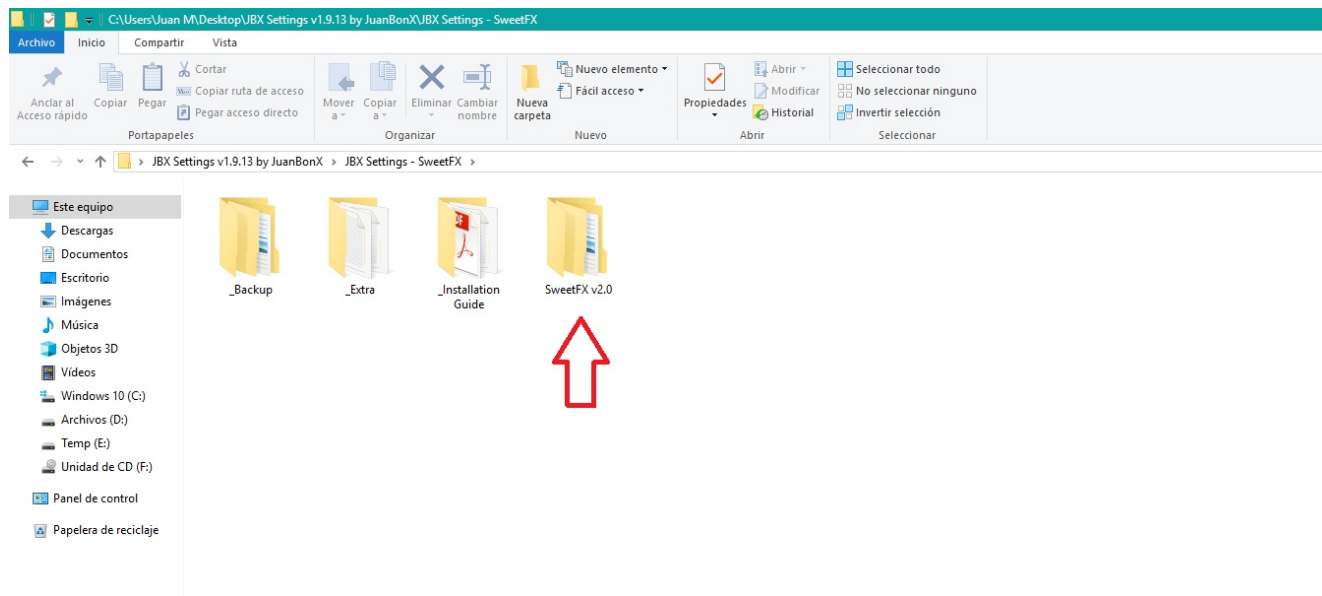 C:\Users\Juan M\Desktop\JBX Settings v1.9.13 by JuanBonX\JBX Settings - SweetFX
Archivo Inicio Compartir Vista
Anclar al Acceso rápido
Copiar
Pegar
Cortar
Copiar ruta de acceso
Pegar acceso directo
Portapapeles
Mover a
Copiar a
Eliminar
Cambiar nombre
Organizar
Nueva carpeta
Nuevo elemento
Fácil acceso
Nuevo
Propiedades
Abrir
Modificar
Historial
Abrir
Seleccionar todo
No seleccionar ninguno
Invertir selección
Seleccionar
JBX Settings v1.9.13 by JuanBonX > JBX Settings - SweetFX >
Este equipo
Descargas
Documentos
Escritorio
Imágenes
Música
Objetos 3D
Vídeos
Windows 10 (C:)
Archivos (D:)
Temp (E:)
Unidad de CD (F:)
Panel de control
Papelera de reciclaje
_Backup
_Extra
_Installation
Guide
SweetFX v2.0